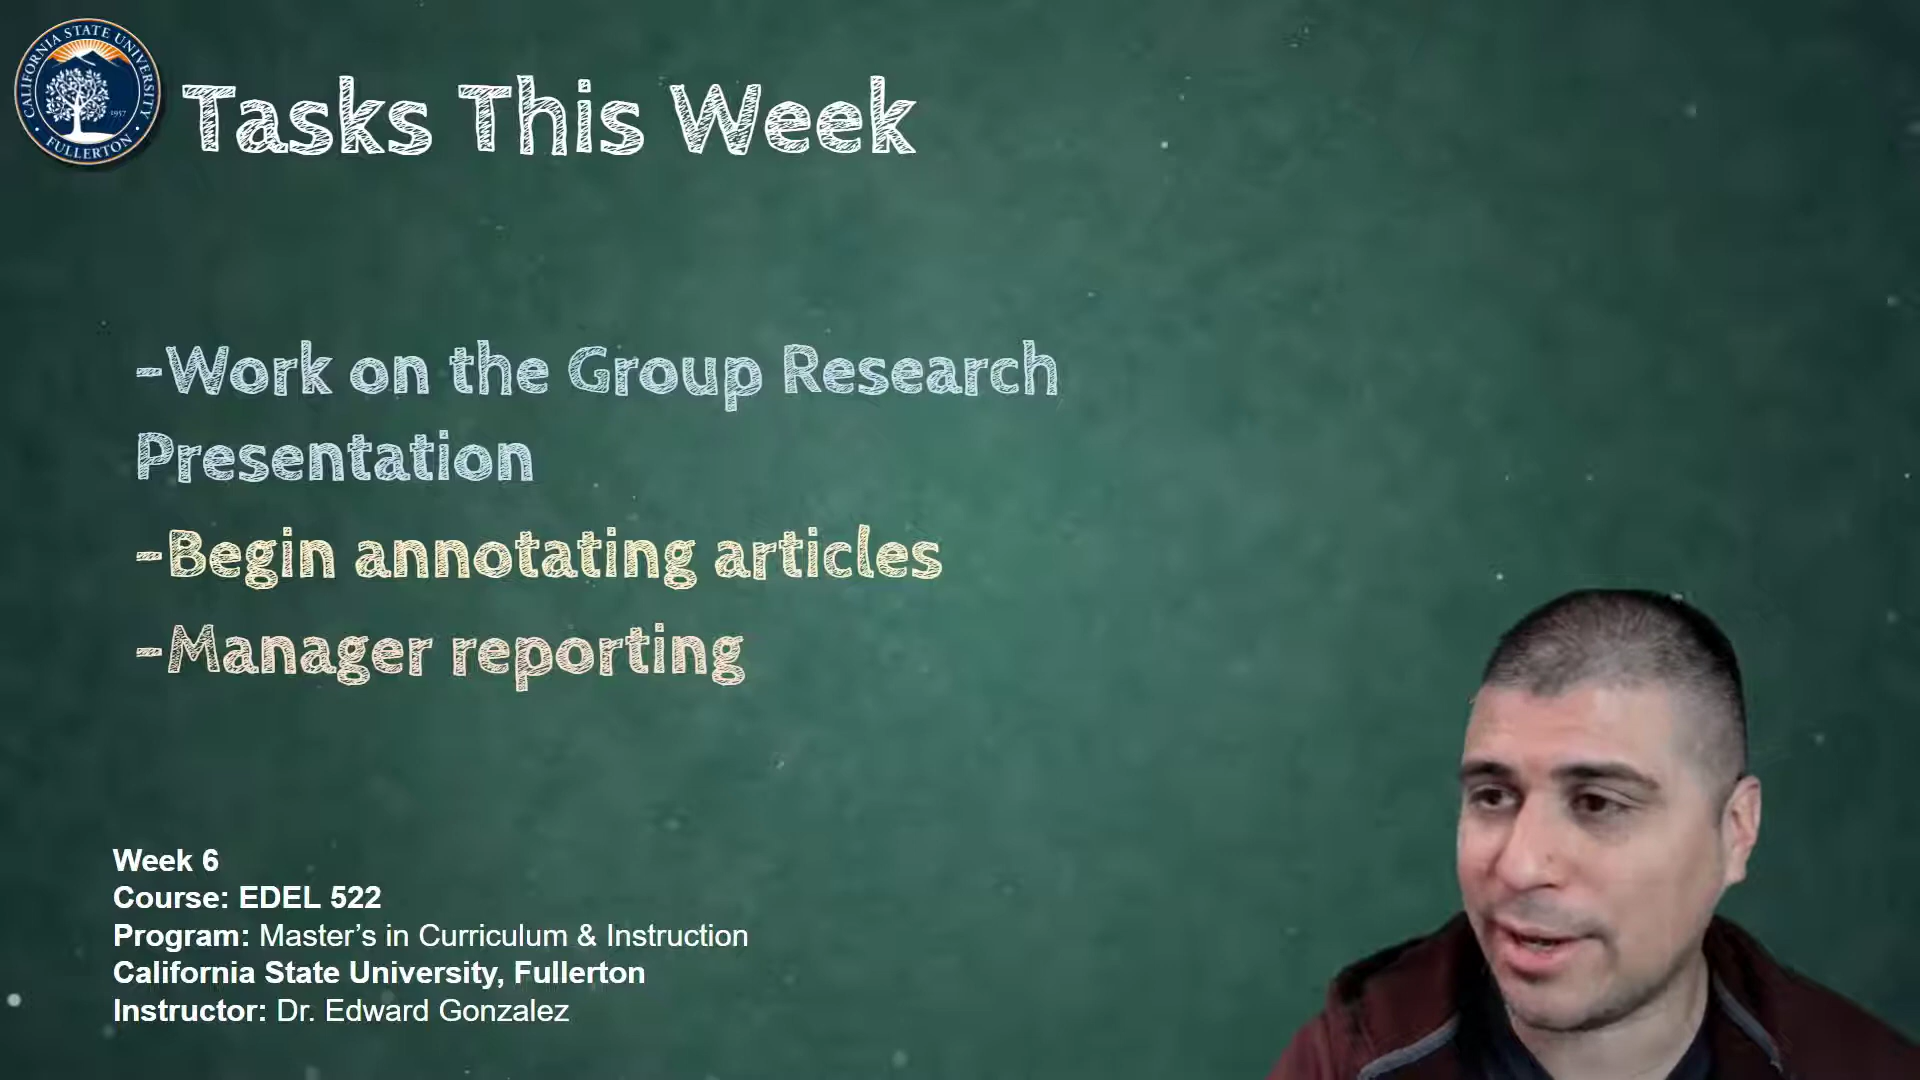 CALIFORNIA STATE UNIVERSITY
1957
FULLERTON
Tasks This Week
-Work on the Group Research
Presentation
-Begin annotating articles
-Manager reporting
Week 6
Course: EDEL 522
Program: Master’s in Curriculum & Instruction
California State University, Fullerton
Instructor: Dr. Edward Gonzalez